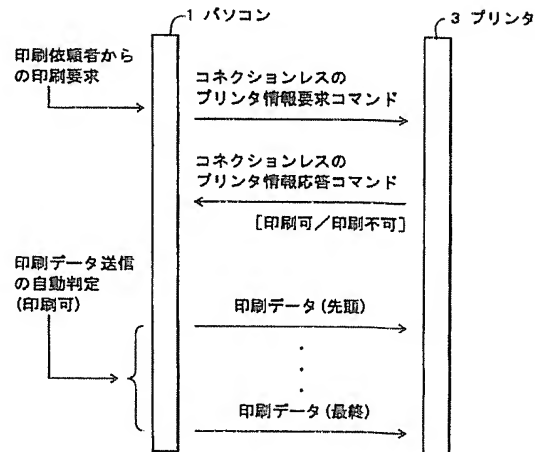 1 パソコン
3 プリンタ
印刷依頼者から
の印刷要求
コネクションレスの
プリンタ情報要求コマンド
コネクションレスの
プリンタ情報応答コマンド
[印刷可/印刷不可]
印刷データ送信
の自動判定
(印刷可)
印刷データ(先頭)
印刷データ(最終)